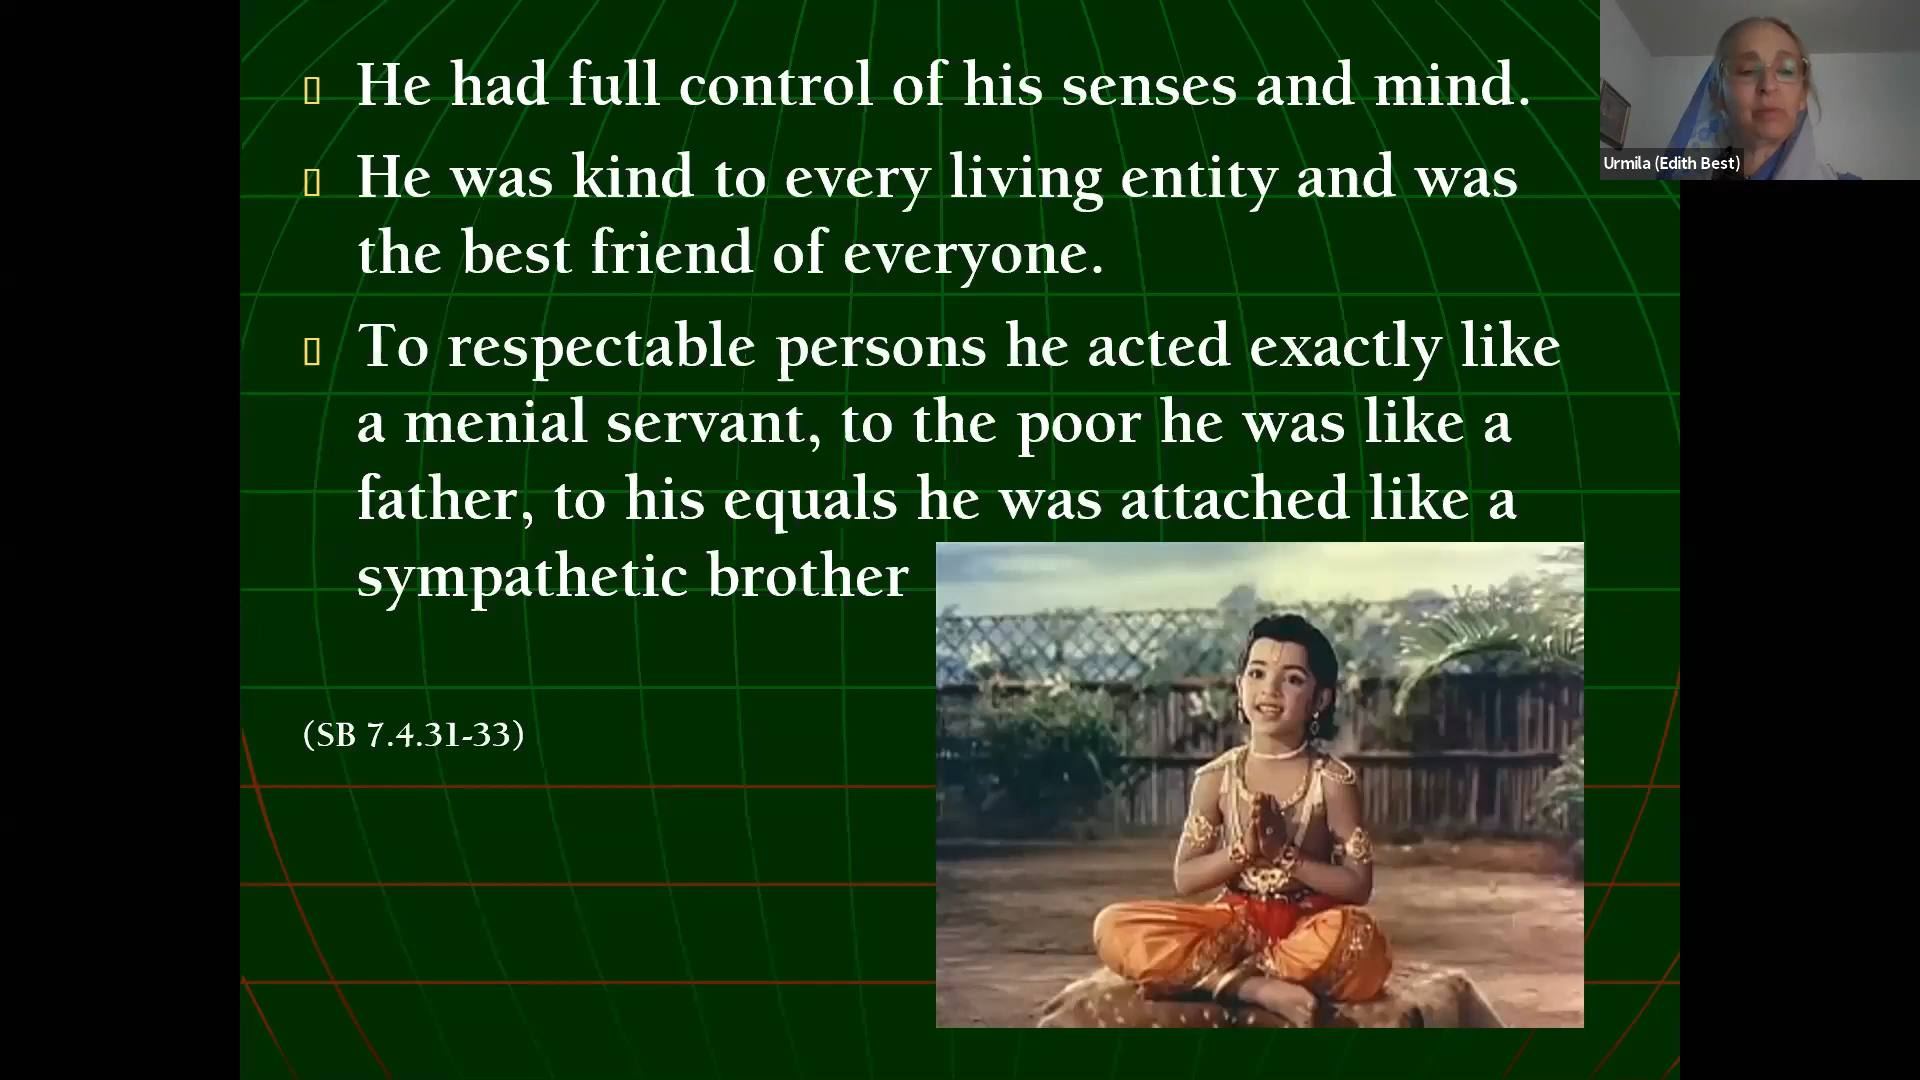 He had full control of his senses and mind.
He was kind to every living entity and was
the best friend of everyone.
To respectable persons he acted exactly like
a menial servant, to the poor he was like a
father, to his equals he was attached like a
sympathetic brother
(SB 7.4.31-33)
Urmila (Edith Best)